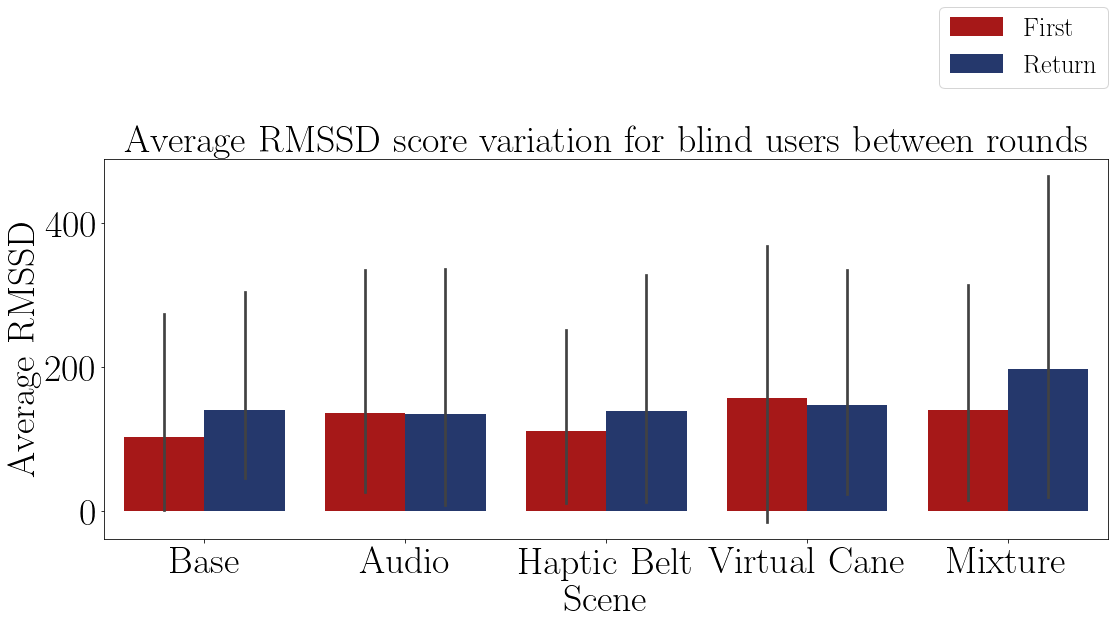 First
Return
Average RMSSD score variation for blind users between rounds
Average RMSSD
400
200
0
Base
Audio
Haptic Belt
Virtual Cane
Mixture
Scene